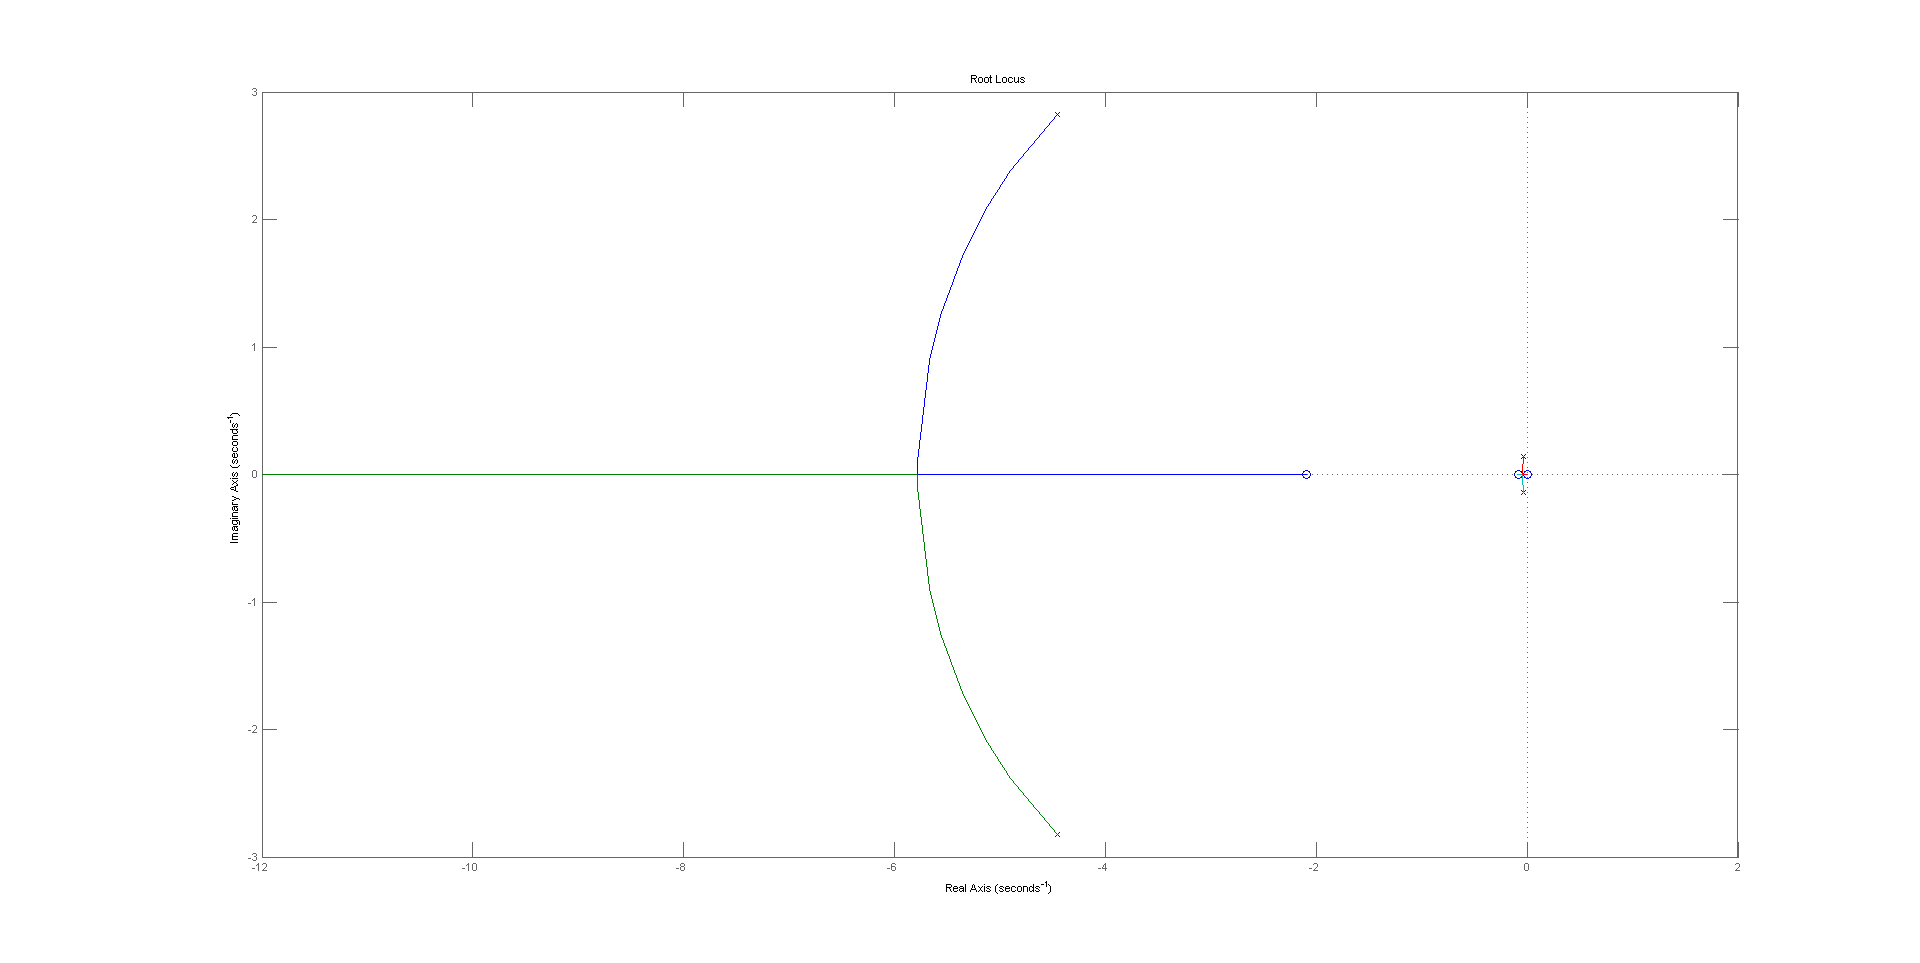 Root Locus
3
2
1
0
-1
-2
-3
Imaginary Axis (seconds⁻¹)
-12 -10 -8 -6 -4 -2 0 2
Real Axis (seconds⁻¹)